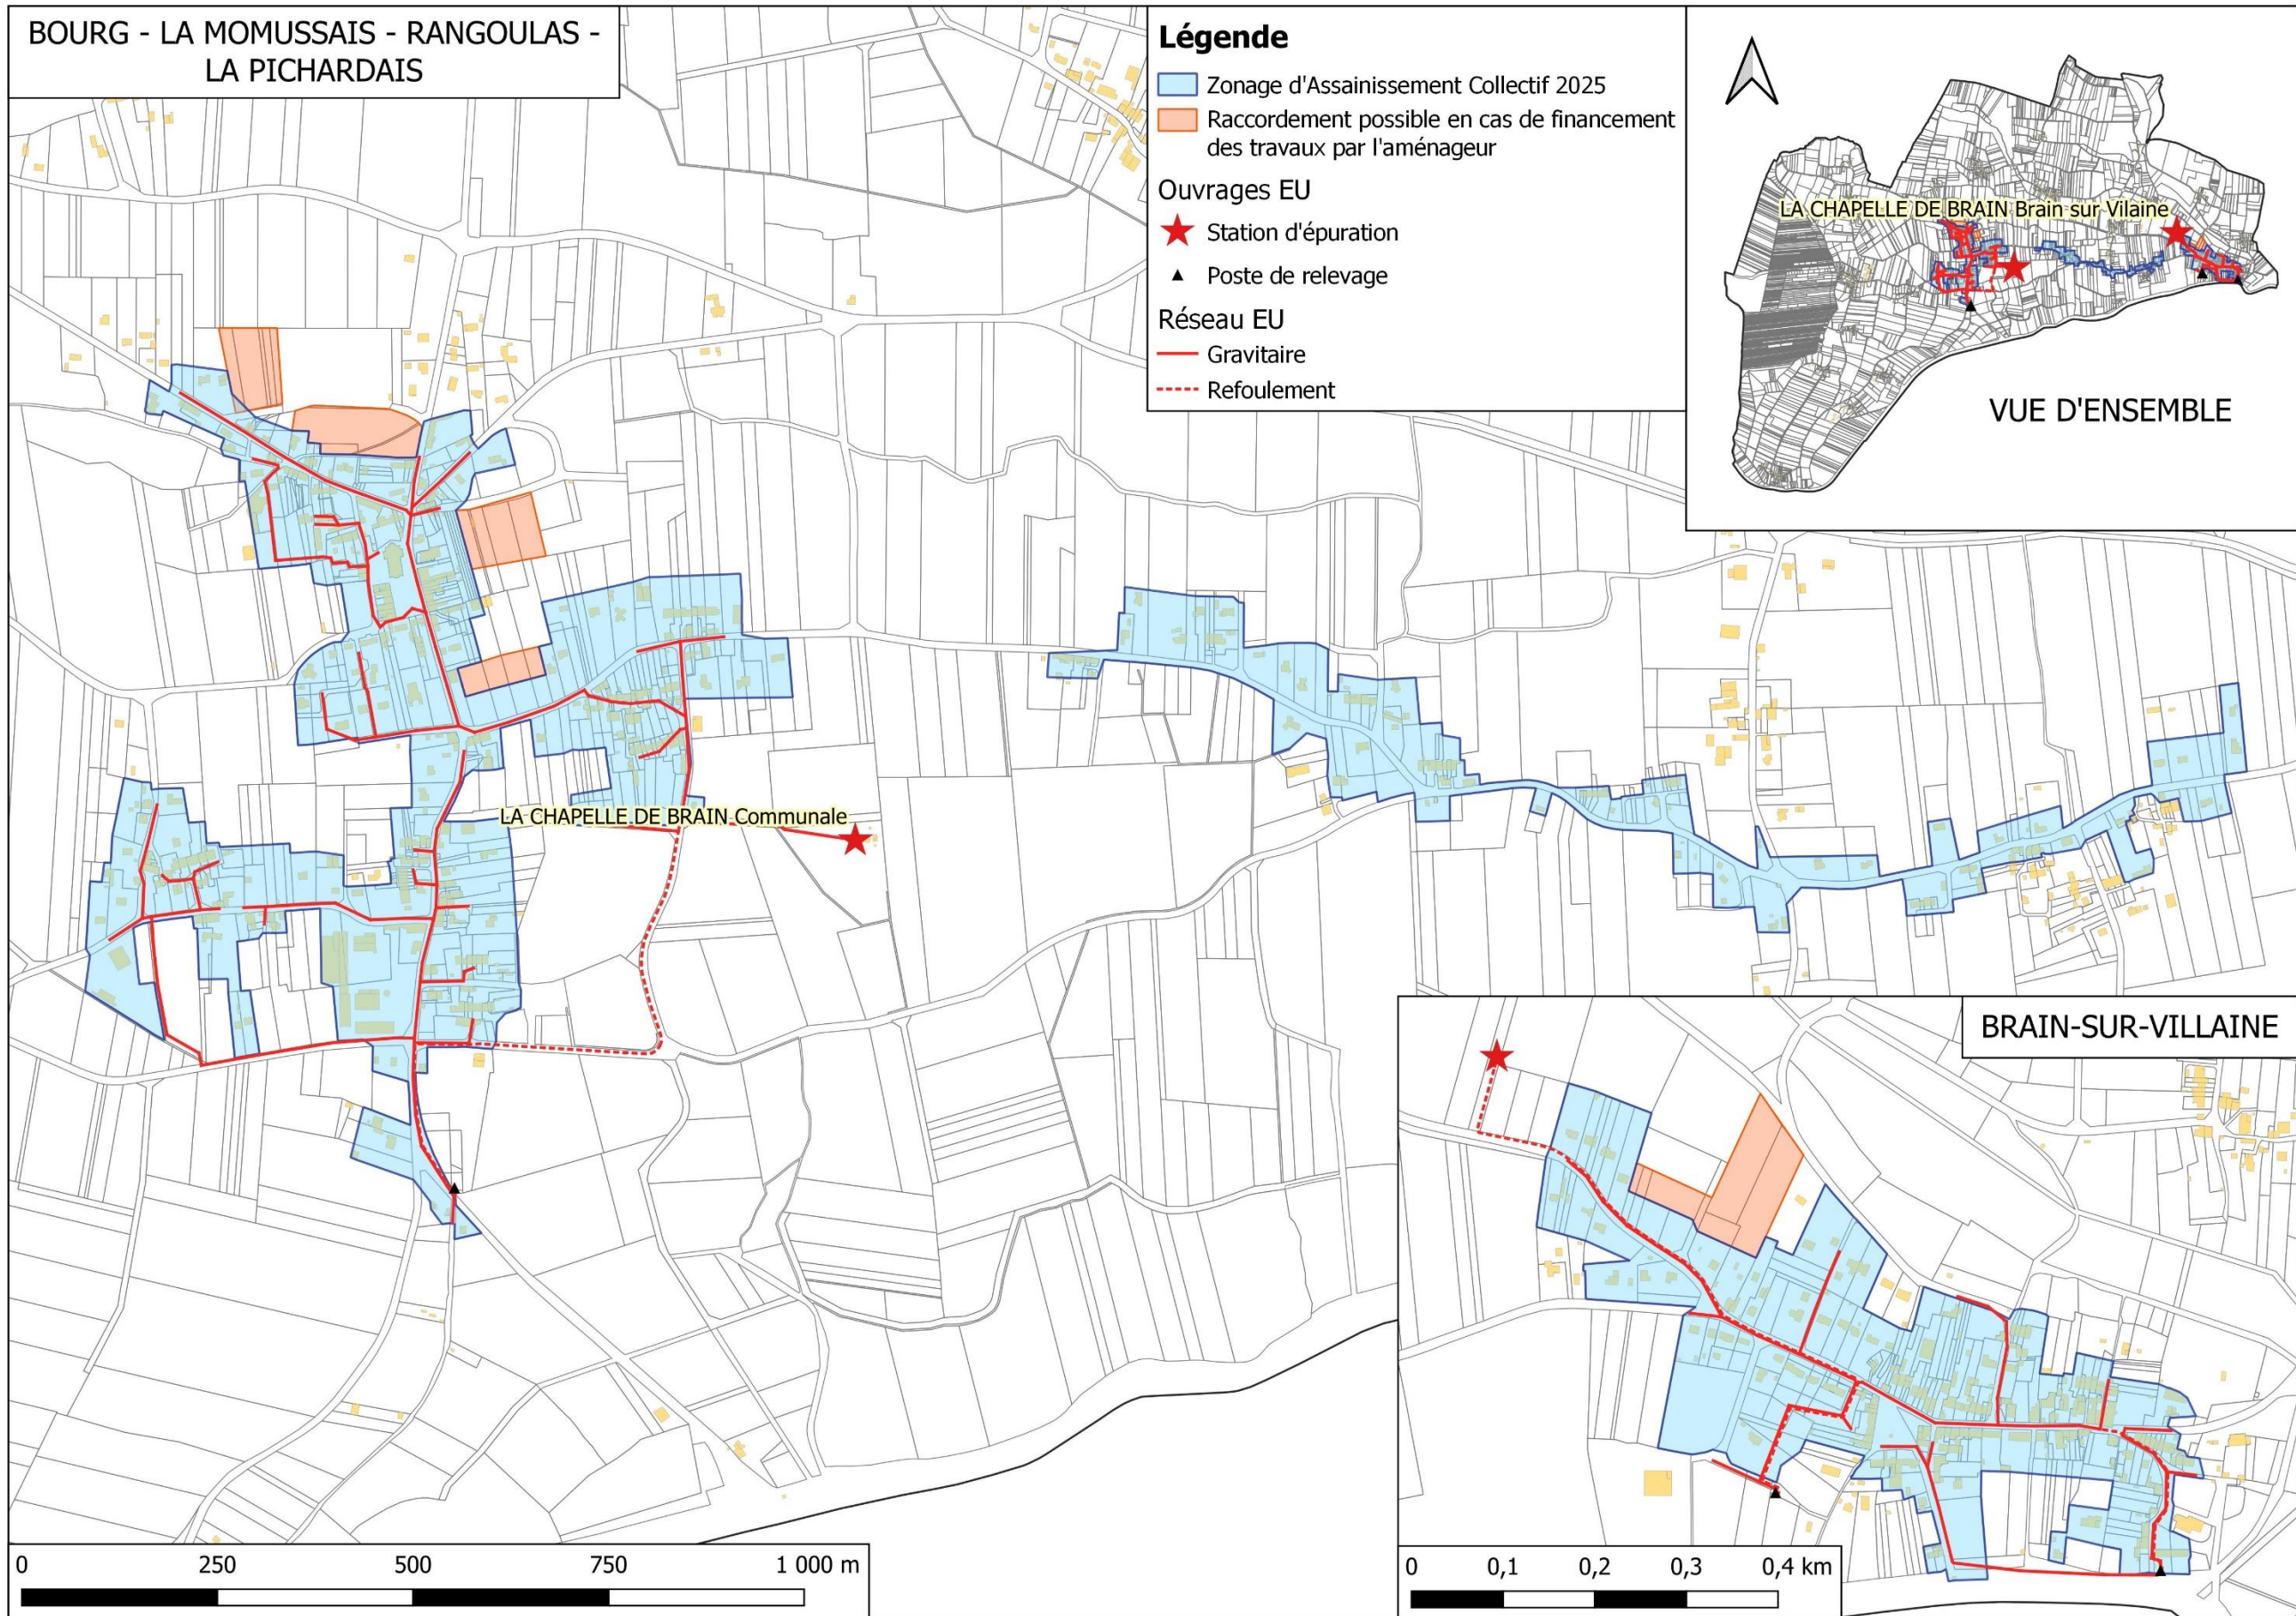 BOURG - LA MOMUSSAIS - RANGOULAS -
LA PICHARDAIS
Légende
Zonage d'Assainissement Collectif 2025
Raccordement possible en cas de financement
des travaux par l'aménageur
Ouvrages EU
Station d'épuration
Poste de relevage
Réseau EU
Gravitaire
Refoulement
LA CHAPELLE DE BRAIN Brain sur Vilaine
VUE D'ENSEMBLE
LA CHAPELLE DE BRAIN Communale
BRAIN-SUR-VILLAINE
0 250 500 750 1 000 m
0 0,1 0,2 0,3 0,4 km